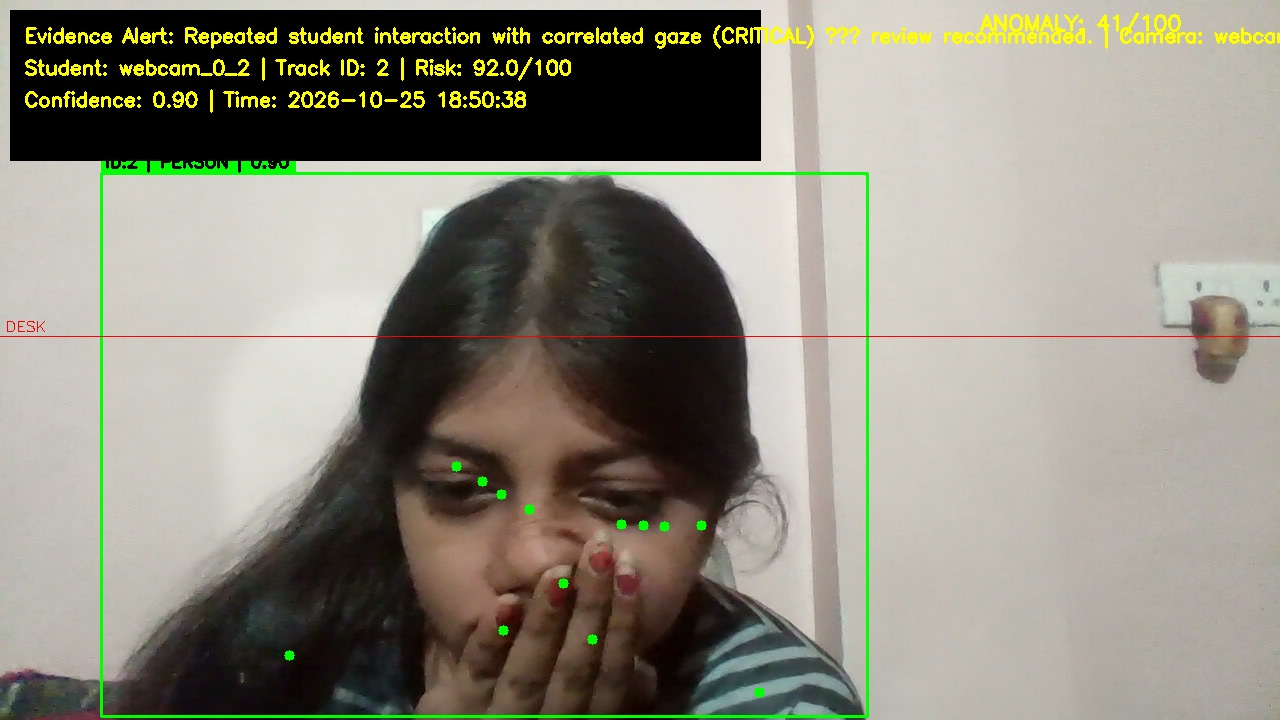 Evidence Alert: Repeated student interaction with correlated gaze (CRITICAL) ??? review recommended. | Camera: webca
ANOMALY: 41/100
Student: webcam_0_2 | Track ID: 2 | Risk: 92.0/100
Confidence: 0.90 | Time: 2026-10-25 18:50:38
ID:2 | PERSON | 0.90
DESK